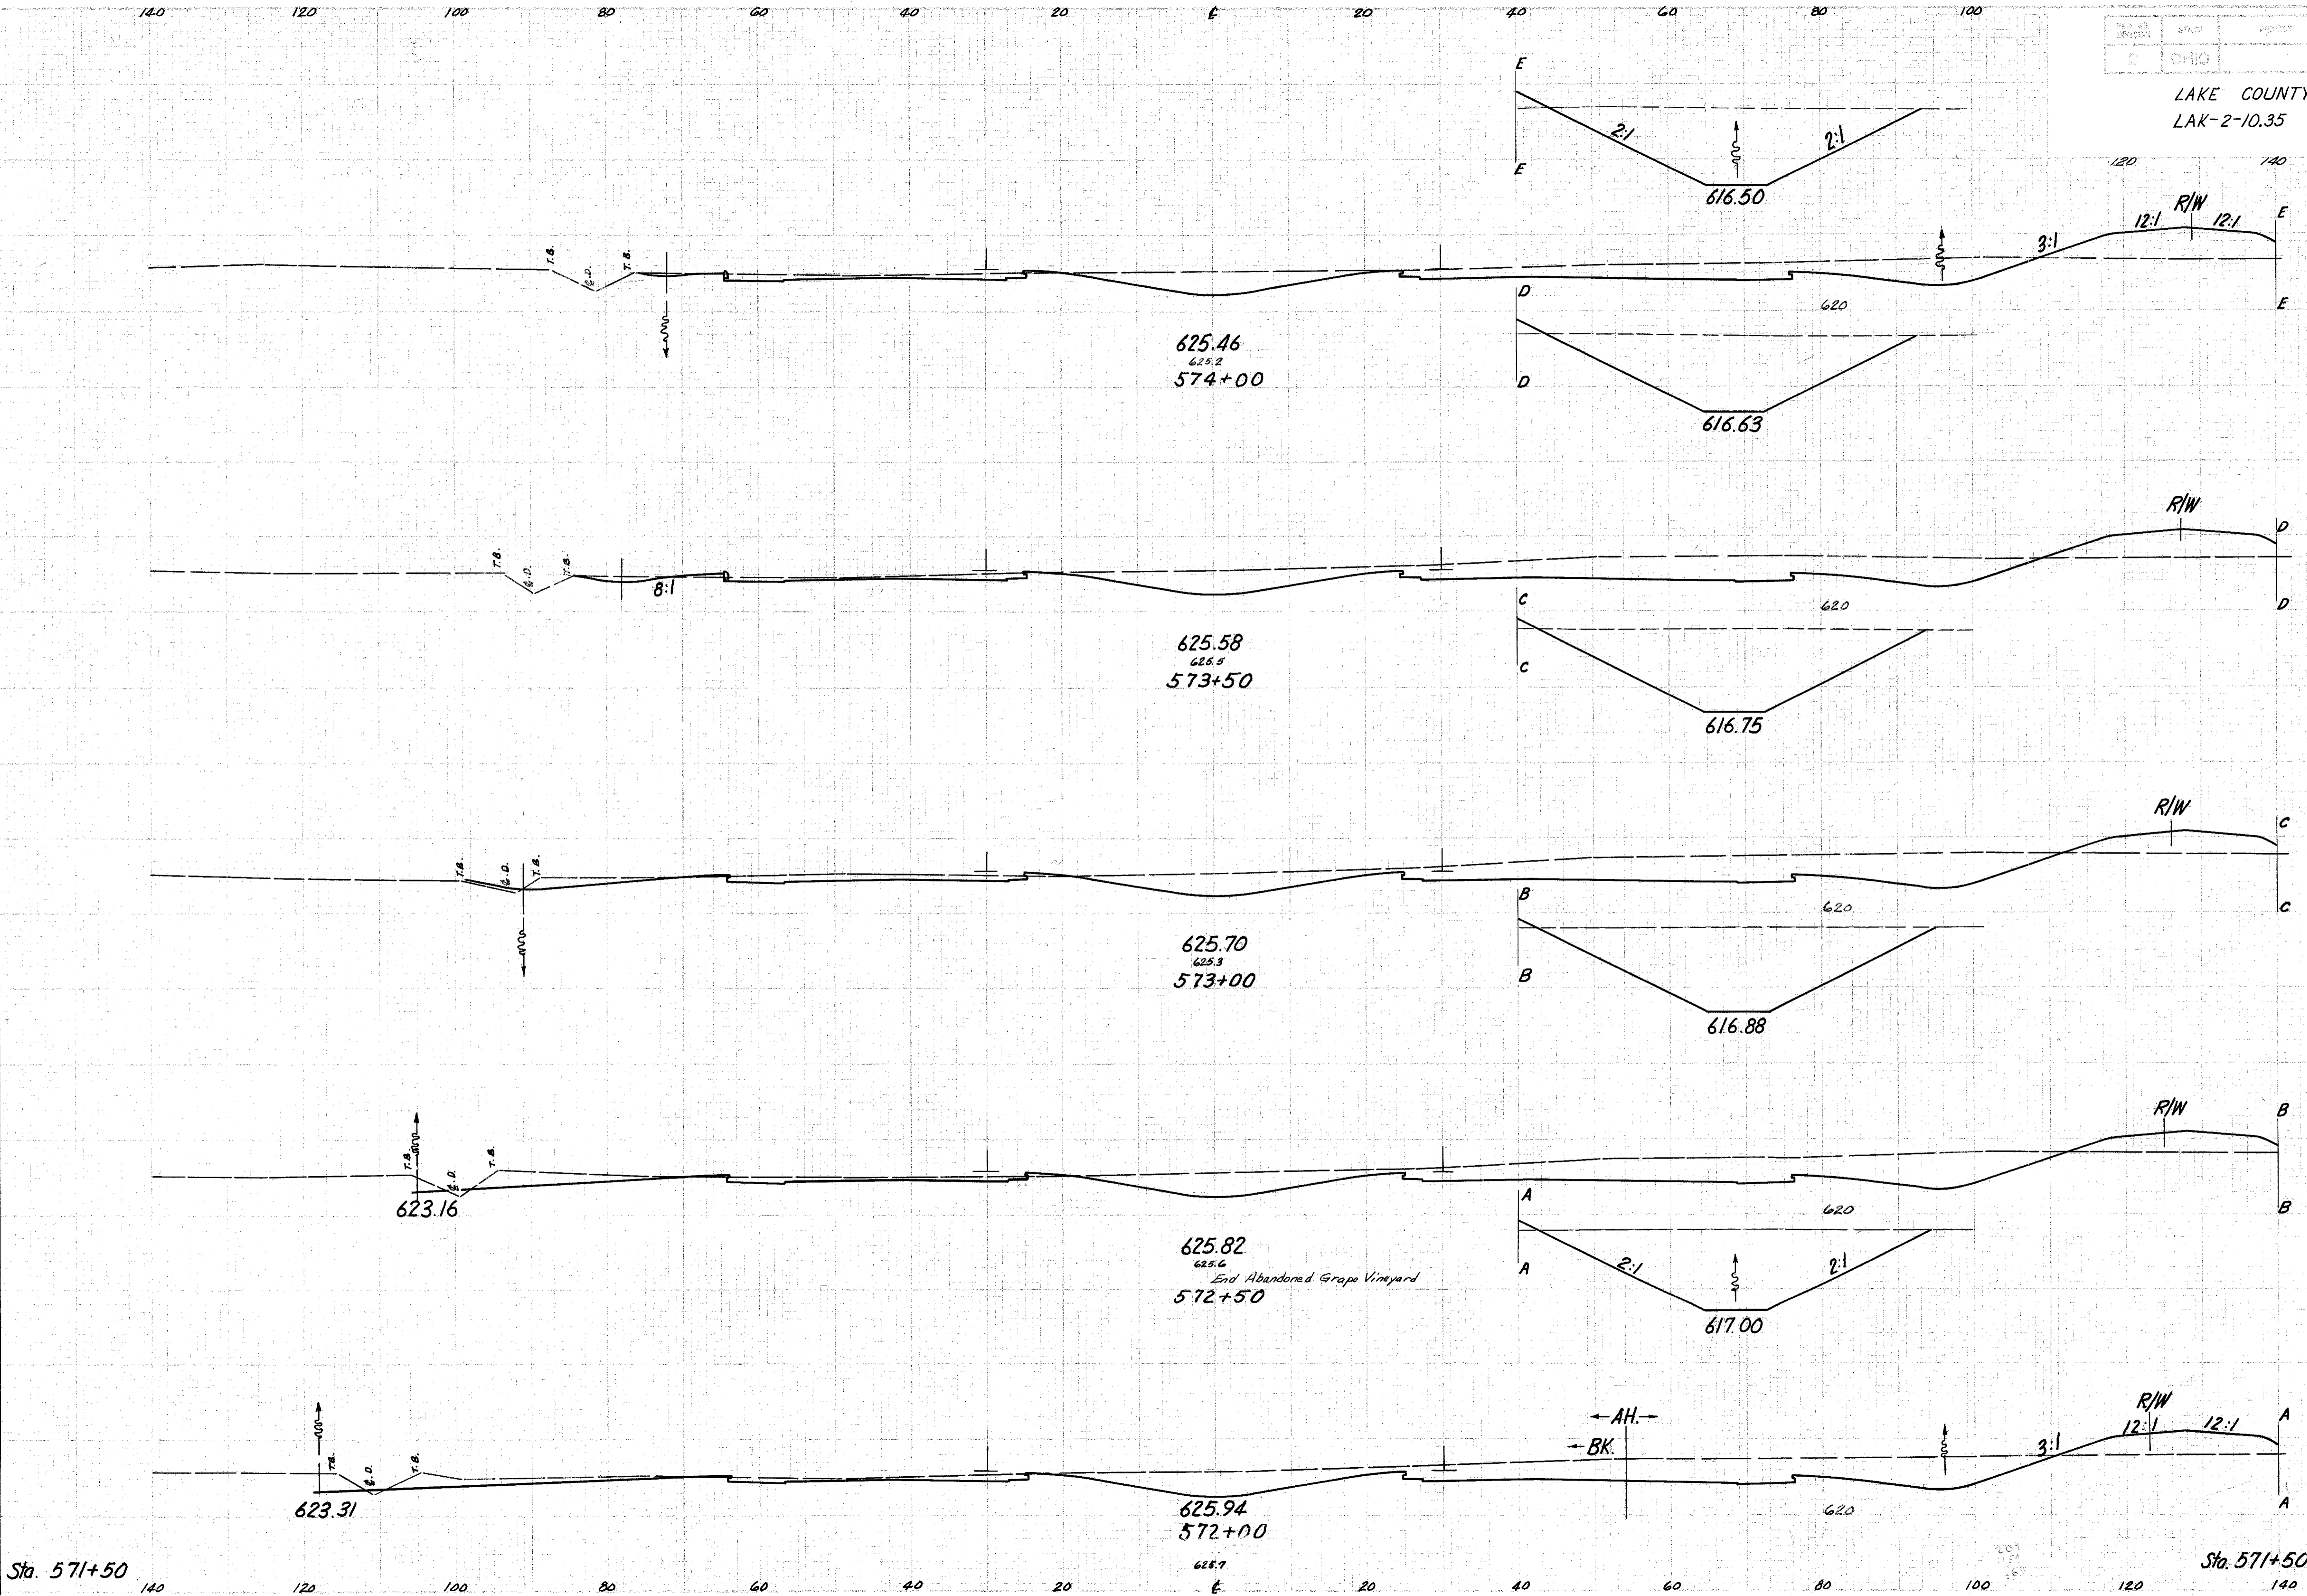 140 120 100 80 60 40 20 ℄ 20 40 60 80 100
OHIO
LAKE COUNTY
LAK-2-10.35
120 140
E
2:1 2:1
E
616.50
R/W
12:1 12:1
E
3:1
T.B. ℄.D. T.B.
E
D
620
625.46
625.2
574+00
D
616.63
R/W
D
T.B. ℄.D. T.B.
8:1
C
620
D
625.58
625.5
573+50
C
616.75
R/W
C
T.B. ℄.D. T.B.
B
620
C
625.70
625.3
573+00
B
616.88
R/W
B
T.B. ℄.D. T.B.
623.16
A
620
B
625.82
625.6
End Abandoned Grape Vineyard
572+50
A
2:1 2:1
617.00
R/W
AH.
12:1 12:1
A
BK.
3:1
T.B. ℄.D. T.B.
623.31
625.94
620
A
572+00
625.7
Sta. 571+50
Sta. 571+50
140 120 100 80 60 40 20 ℄ 20 40 60 80 100 120 140